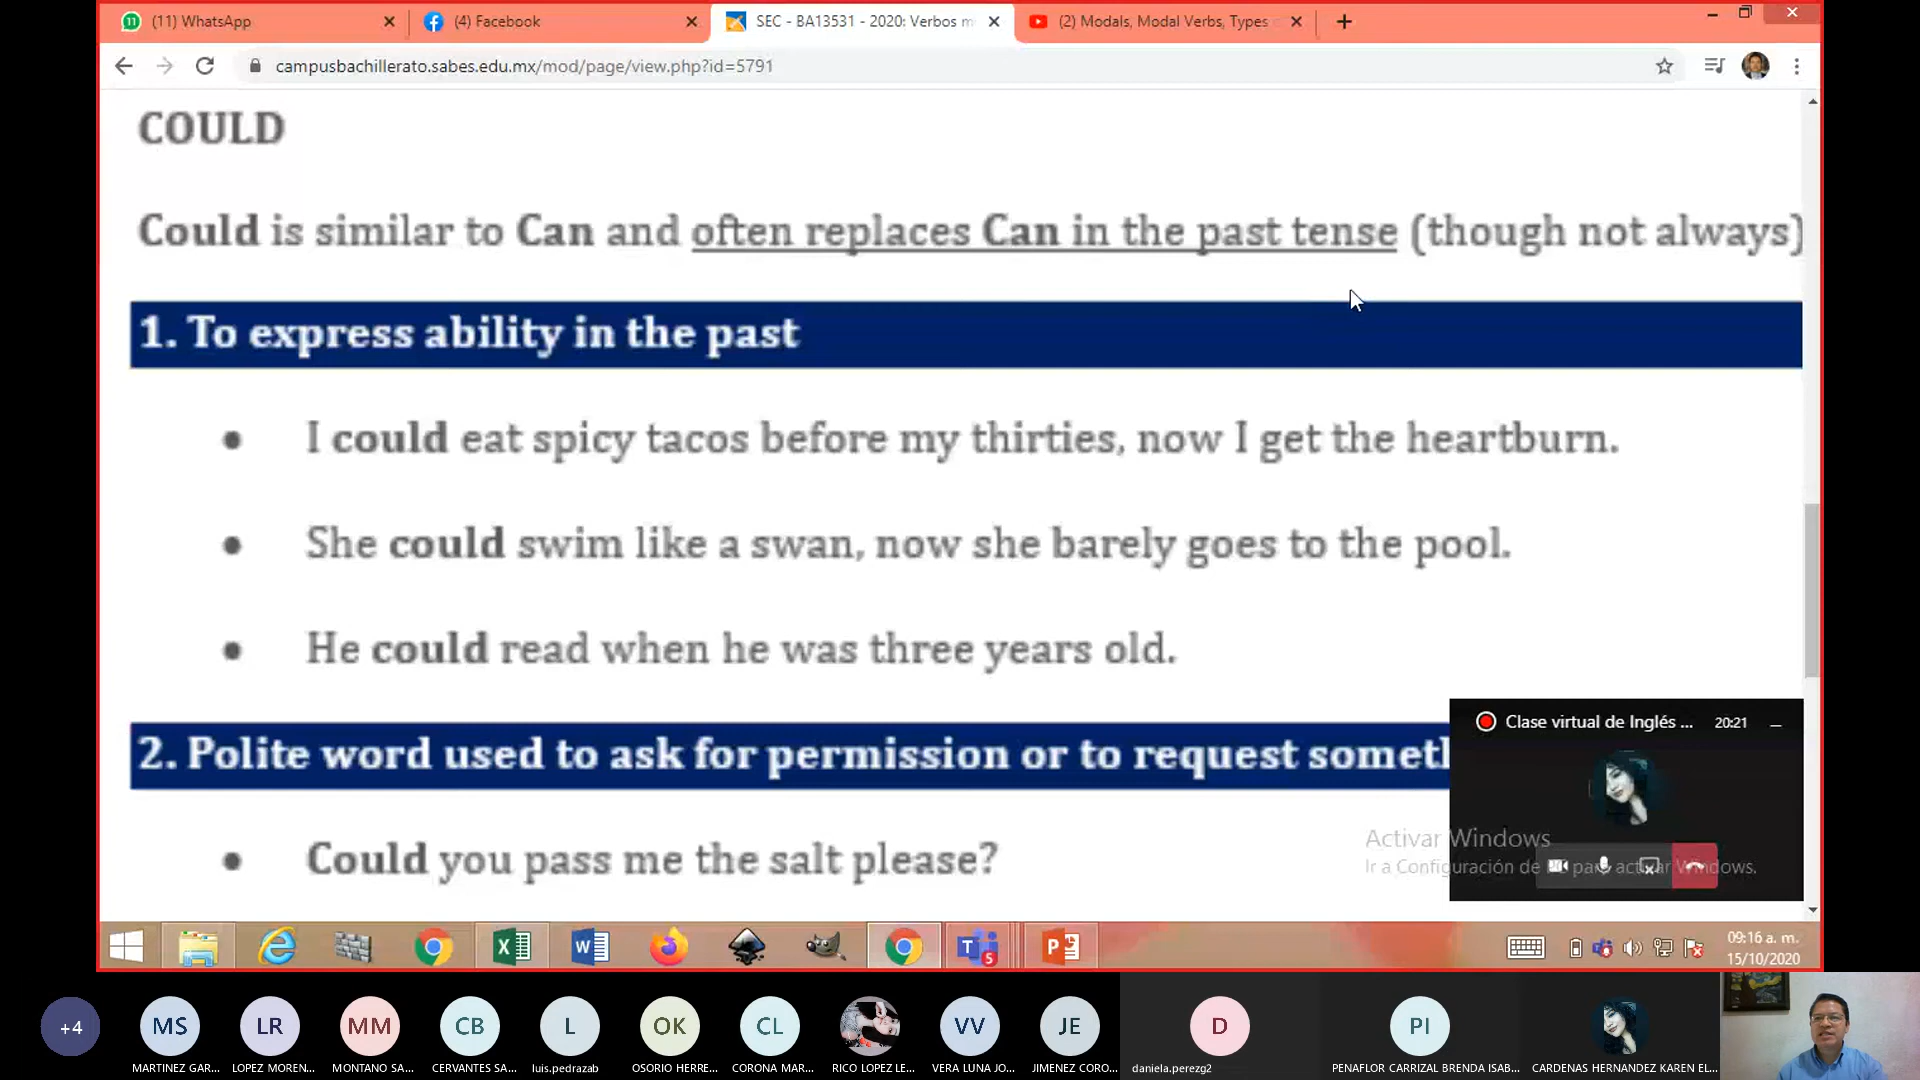 (11) WhatsApp
(4) Facebook
SEC - BA13531 - 2020: Verbos m
(2) Modals, Modal Verbs, Types
campusbachillerato.sabes.edu.mx/mod/page/view.php?id=5791
COULD
Could is similar to Can and often replaces Can in the past tense (though not always)
1. To express ability in the past
• I could eat spicy tacos before my thirties, now I get the heartburn.
• She could swim like a swan, now she barely goes to the pool.
• He could read when he was three years old.
2. Polite word used to ask for permission or to request someth
• Could you pass me the salt please?
Clase virtual de Inglés ... 20:21
Activar Windows
Ir a Configuración de PC para activar Windows.
5
09:16 a. m.
15/10/2020
+4 MS LR MM CB L OK CL VV JE D PI
MARTINEZ GAR... LOPEZ MOREN... MONTANO SA... CERVANTES SA... luis.pedrazab OSORIO HERRE... CORONA MAR... RICO LOPEZ LE... VERA LUNA JO... JIMENEZ CORO... daniela.perezg2 PENAFLOR CARRIZAL BRENDA ISAB... CARDENAS HERNANDEZ KAREN EL...